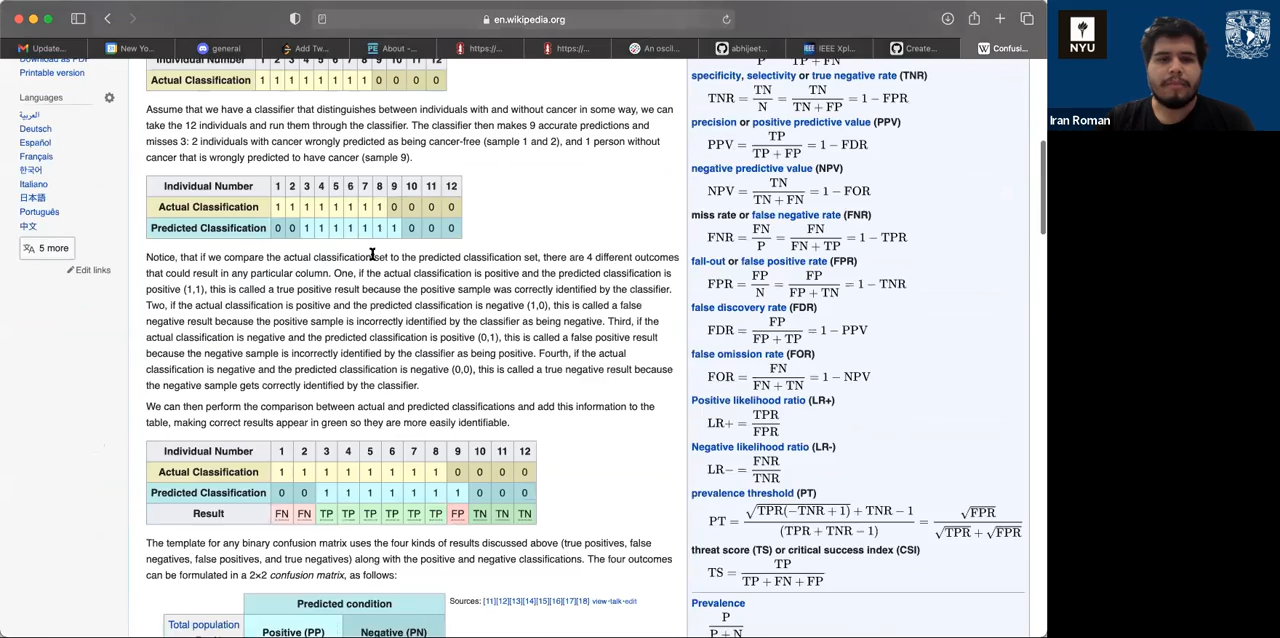 en.wikipedia.org
Update...
New Yo...
general
Add Tw...
About -...
https:/...
https:/...
An oscil...
abhijeet...
IEEE Xpl...
Create...
Confusi...
Download as PDF
Printable version
Languages
العربية
Deutsch
Español
Français
한국어
Italiano
日本語
Português
中文
5 more
Edit links
Individual Number 1 2 3 4 5 6 7 8 9 10 11 12
Actual Classification 1 1 1 1 1 1 1 1 0 0 0 0
Assume that we have a classifier that distinguishes between individuals with and without cancer in some way, we can
take the 12 individuals and run them through the classifier. The classifier then makes 9 accurate predictions and
misses 3: 2 individuals with cancer wrongly predicted as being cancer-free (sample 1 and 2), and 1 person without
cancer that is wrongly predicted to have cancer (sample 9).
Individual Number 1 2 3 4 5 6 7 8 9 10 11 12
Actual Classification 1 1 1 1 1 1 1 1 0 0 0 0
Predicted Classification 0 0 1 1 1 1 1 1 1 0 0 0
Notice, that if we compare the actual classification set to the predicted classification set, there are 4 different outcomes
that could result in any particular column. One, if the actual classification is positive and the predicted classification is
positive (1,1), this is called a true positive result because the positive sample was correctly identified by the classifier.
Two, if the actual classification is positive and the predicted classification is negative (1,0), this is called a false
negative result because the positive sample is incorrectly identified by the classifier as being negative. Third, if the
actual classification is negative and the predicted classification is positive (0,1), this is called a false positive result
because the negative sample is incorrectly identified by the classifier as being positive. Fourth, if the actual
classification is negative and the predicted classification is negative (0,0), this is called a true negative result because
the negative sample gets correctly identified by the classifier.
We can then perform the comparison between actual and predicted classifications and add this information to the
table, making correct results appear in green so they are more easily identifiable.
Individual Number 1 2 3 4 5 6 7 8 9 10 11 12
Actual Classification 1 1 1 1 1 1 1 1 0 0 0 0
Predicted Classification 0 0 1 1 1 1 1 1 1 0 0 0
Result FN FN TP TP TP TP TP TP FP TN TN TN
The template for any binary confusion matrix uses the four kinds of results discussed above (true positives, false
negatives, false positives, and true negatives) along with the positive and negative classifications. The four outcomes
can be formulated in a 2×2 confusion matrix, as follows:
Predicted condition
Sources: [11][12][13][14][15][16][17][18] view·talk·edit
Total population
Positive (PP) Negative (PN)
P TP + FN
specificity, selectivity or true negative rate (TNR)
TNR = TN/N = TN/(TN + FP) = 1 − FPR
precision or positive predictive value (PPV)
PPV = TP/(TP + FP) = 1 − FDR
negative predictive value (NPV)
NPV = TN/(TN + FN) = 1 − FOR
miss rate or false negative rate (FNR)
FNR = FN/P = FN/(FN + TP) = 1 − TPR
fall-out or false positive rate (FPR)
FPR = FP/N = FP/(FP + TN) = 1 − TNR
false discovery rate (FDR)
FDR = FP/(FP + TP) = 1 − PPV
false omission rate (FOR)
FOR = FN/(FN + TN) = 1 − NPV
Positive likelihood ratio (LR+)
LR+ = TPR/FPR
Negative likelihood ratio (LR-)
LR− = FNR/TNR
prevalence threshold (PT)
PT = (√TPR(−TNR + 1) + TNR − 1)/(TPR + TNR − 1) = √FPR/(√TPR + √FPR)
threat score (TS) or critical success index (CSI)
TS = TP/(TP + FN + FP)
Prevalence
P/(P + N)
NYU
Iran Roman